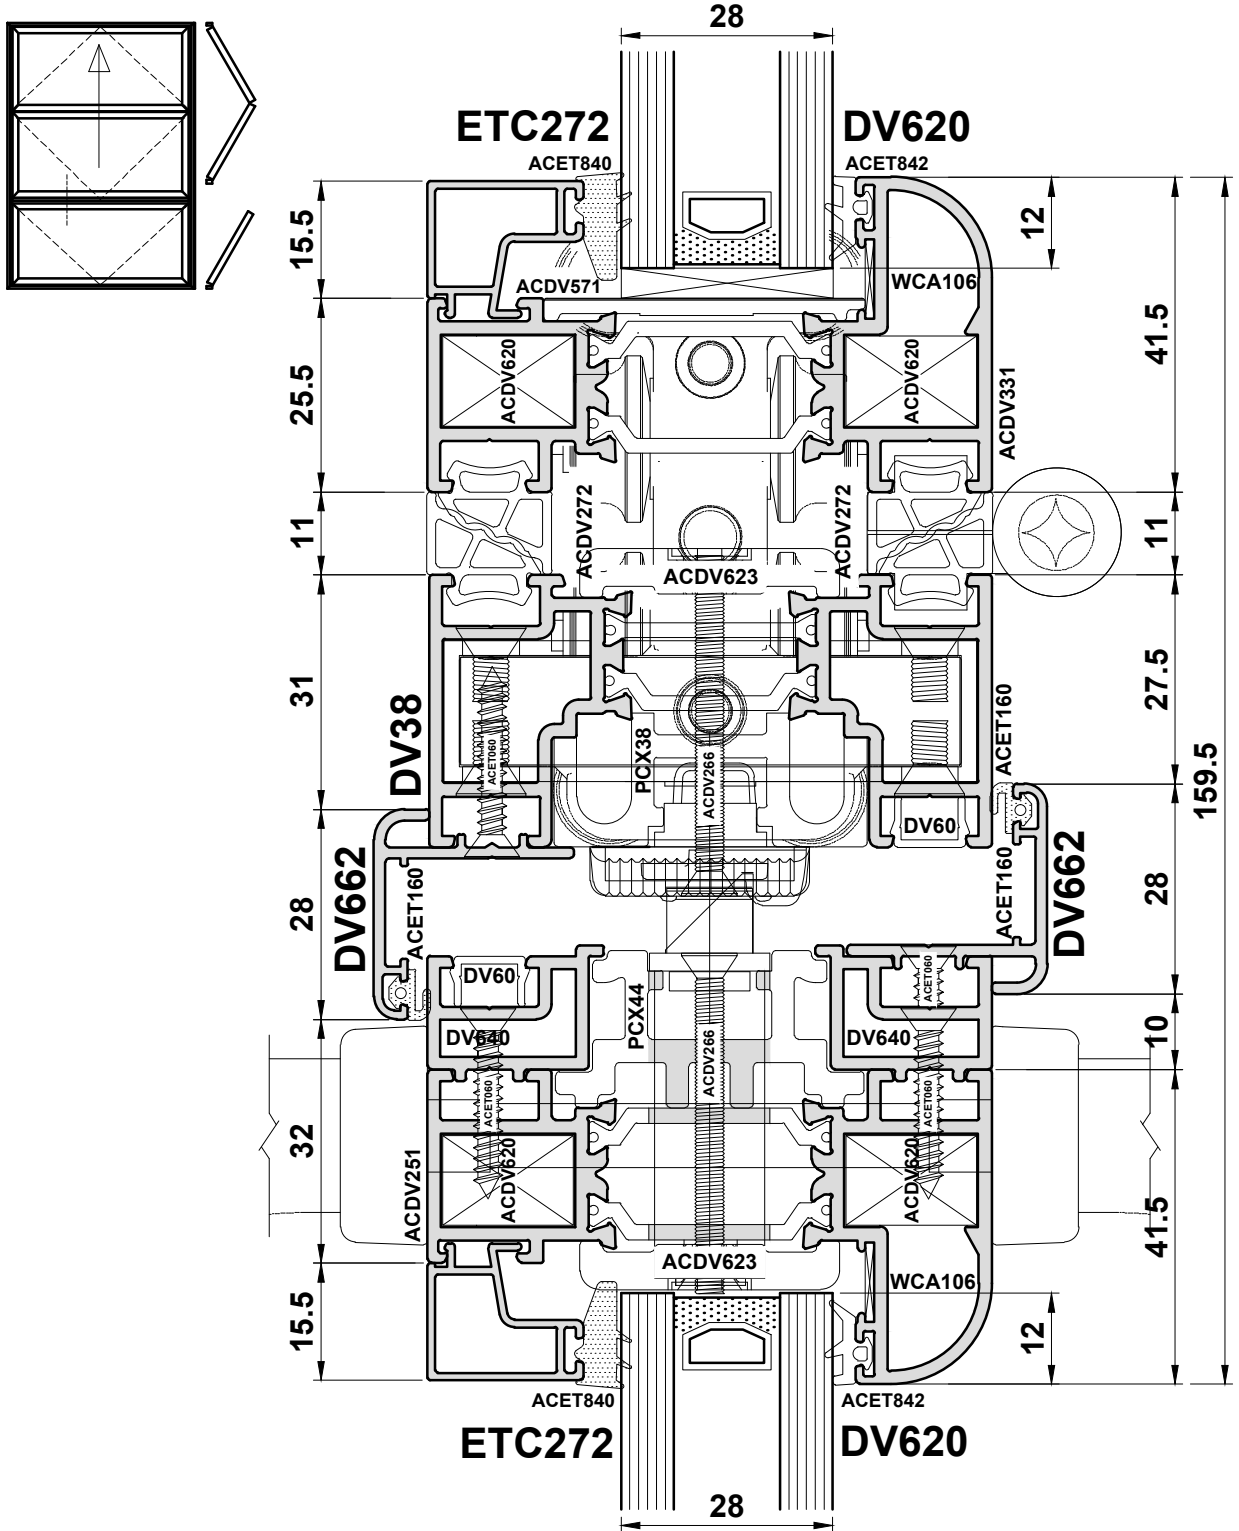 28
ETC272
DV620
ACET840
ACET842
15.5
12
ACDV571
WCA106
41.5
ACDV620
ACDV620
25.5
ACDV331
11
ACDV272
ACDV272
11
ACDV623
31
DV38
ACET060
PCX38
ACDV266
27.5
ACET160
159.5
DV60
28
DV662
ACET160
ACET160
DV662
28
DV60
ACET060
PCX44
DV640
ACDV266
DV640
10
32
ACDV251
ACET060
ACET060
ACDV620
ACDV620
41.5
ACDV623
WCA106
15.5
12
ACET840
ACET842
ETC272
DV620
28